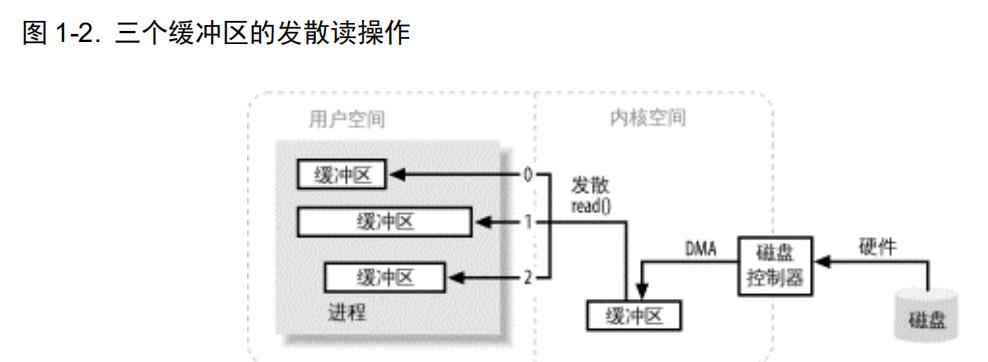 图 1-2. 三个缓冲区的发散读操作
用户空间
内核空间
缓冲区
0
发散
read()
缓冲区
1
DMA
磁盘
控制器
硬件
缓冲区
2
进程
缓冲区
磁盘